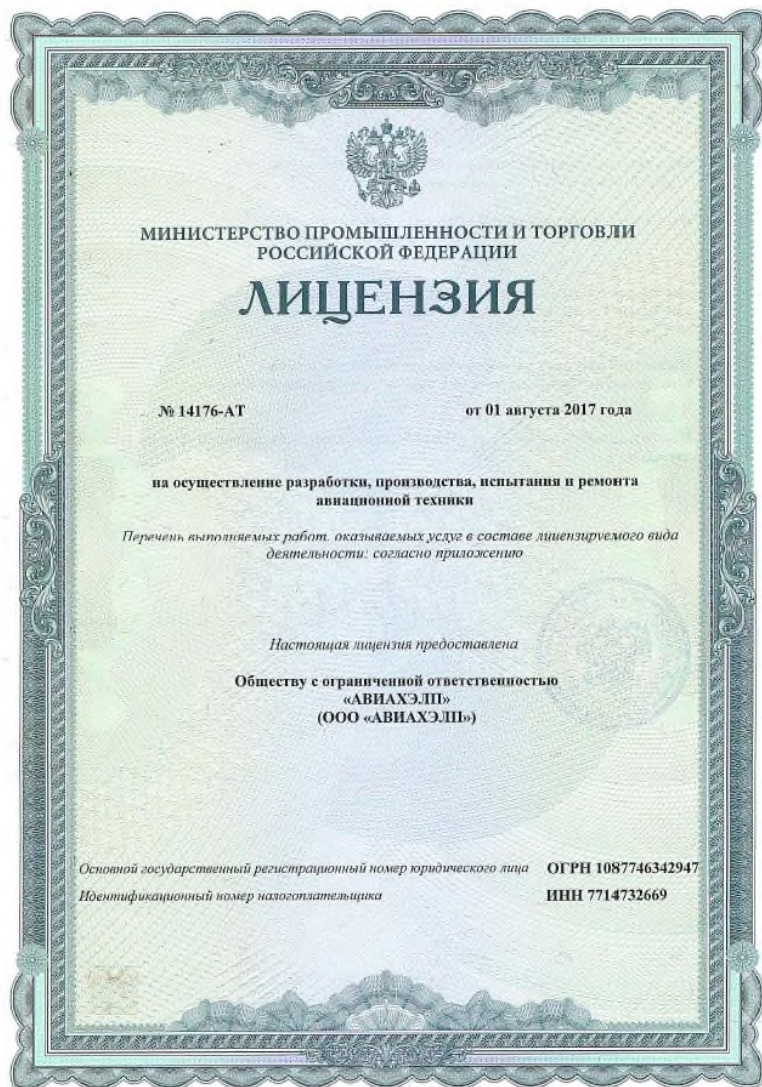 МИНИСТЕРСТВО ПРОМЫШЛЕННОСТИ И ТОРГОВЛИ
РОССИЙСКОЙ ФЕДЕРАЦИИ
ЛИЦЕНЗИЯ
№ 14176-АТ от 01 августа 2017 года
на осуществление разработки, производства, испытания и ремонта
авиационной техники
Перечень выполняемых работ, оказываемых услуг в составе лицензируемого вида
деятельности: согласно приложению
Настоящая лицензия предоставлена
Обществу с ограниченной ответственностью
«АВИАХЭЛП»
(ООО «АВИАХЭЛП»)
Основной государственный регистрационный номер юридического лица ОГРН 1087746342947
Идентификационный номер налогоплательщика ИНН 7714732669